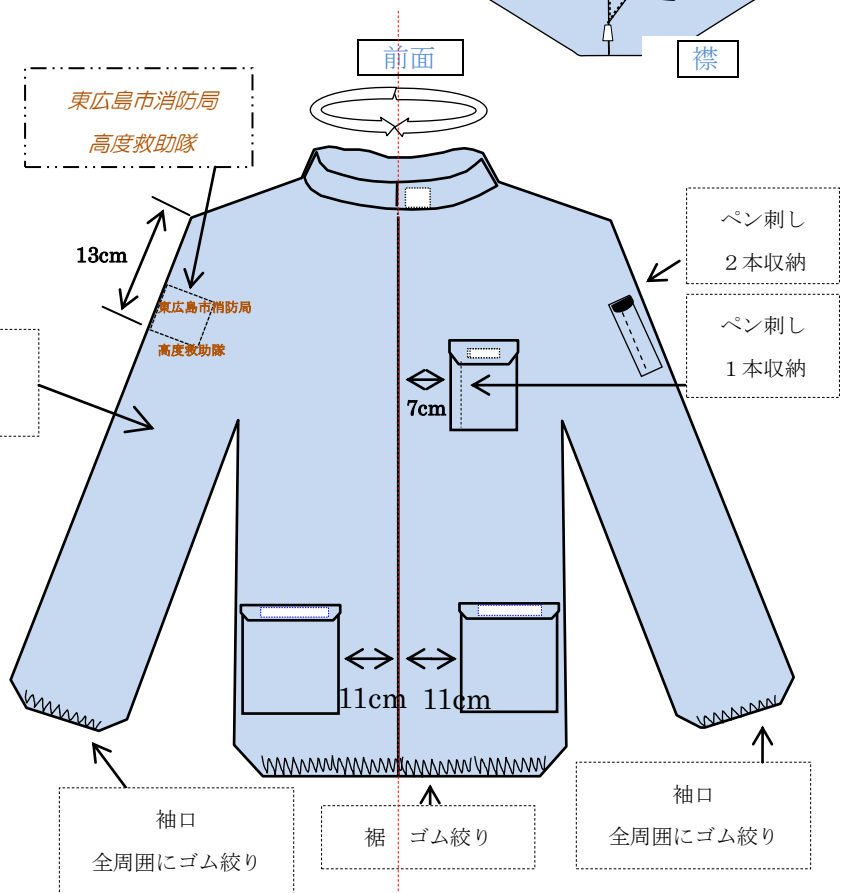 前面
襟
東広島市消防局
高度救助隊
13cm
東広島市消防局
高度救助隊
ペン刺し
２本収納
ペン刺し
１本収納
7cm
11cm
11cm
袖口
全周囲にゴム絞り
裾　ゴム絞り
袖口
全周囲にゴム絞り